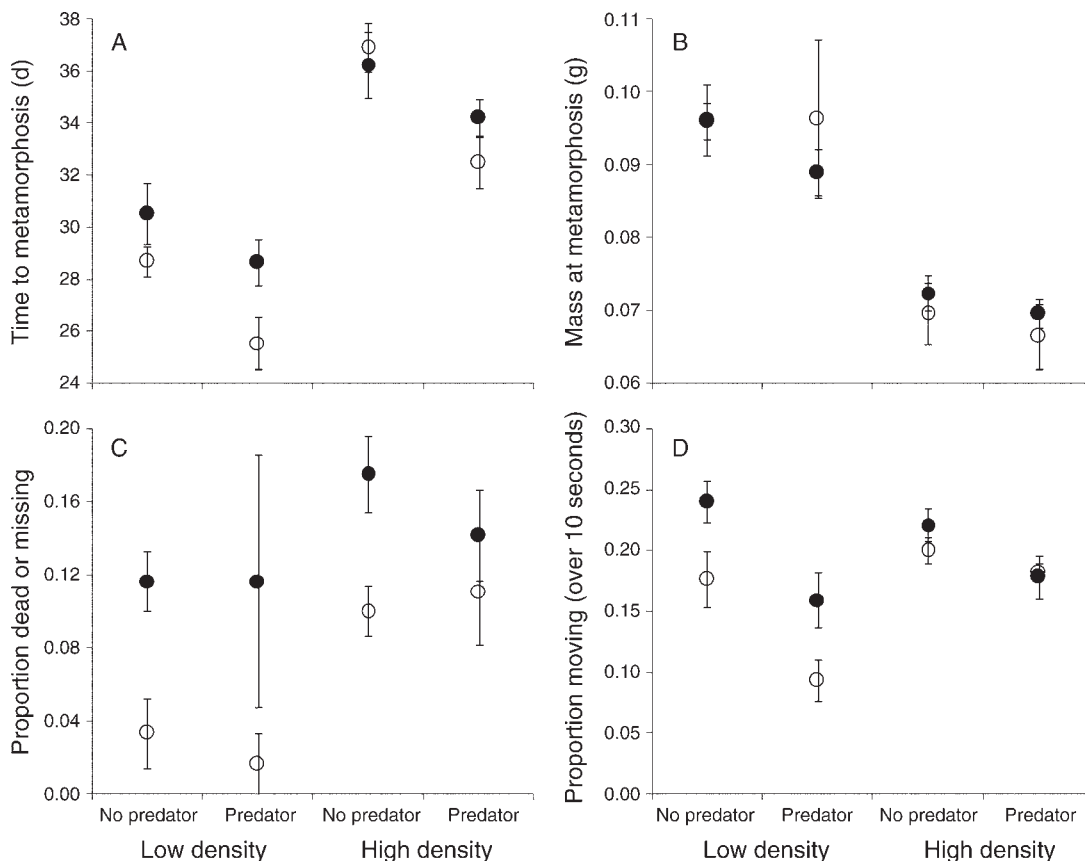 A
Time to metamorphosis (d)
38
36
34
32
30
28
26
24
B
Mass at metamorphosis (g)
0.10
0.09
0.08
0.07
0.06
C
Proportion dead or missing
0.20
0.16
0.12
0.08
0.04
0.00
No predator Predator No predator Predator
Low density High density
D
Proportion moving (over 10 seconds)
0.30
0.25
0.20
0.15
0.10
0.05
0.00
No predator Predator No predator Predator
Low density High density